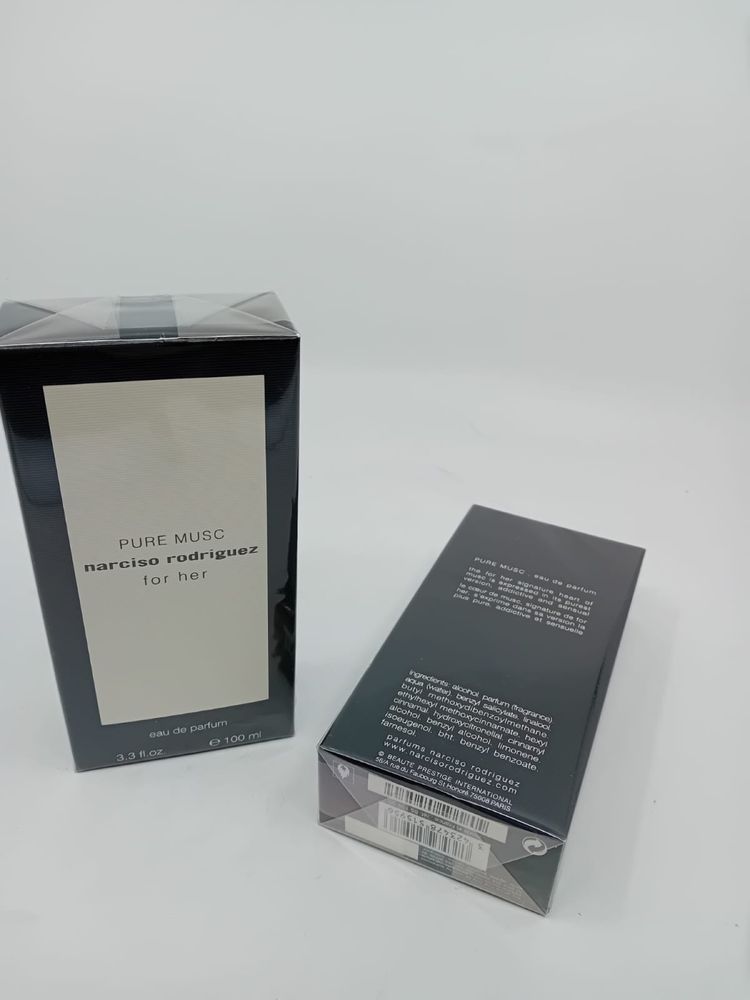 PURE MUSC
narciso rodriguez
for her
eau de parfum
3.3 fl.oz. ℮ 100 ml
PURE MUSC eau de parfum
the for her signature heart of
musc is expressed in its purest
version, addictive and sensual
le cœur de musc, signature de for
her s'exprime dans sa version la
plus pure, addictive et sensuelle
Ingredients: alcohol, parfum (fragrance),
aqua (water), benzyl salicylate, linalool
butyl methoxydibenzoylmethane,
ethylhexyl methoxycinnamate, hexyl
cinnamal hydroxycitronellal, cinnamyl
alcohol, benzyl alcohol, limonene,
isoeugenol, bht, benzyl benzoate,
farnesol.
parfums narciso rodriguez
www.narcisorodriguez.com
© BEAUTE PRESTIGE INTERNATIONAL
56/A rue du Faubourg St Honoré 75008 PARIS